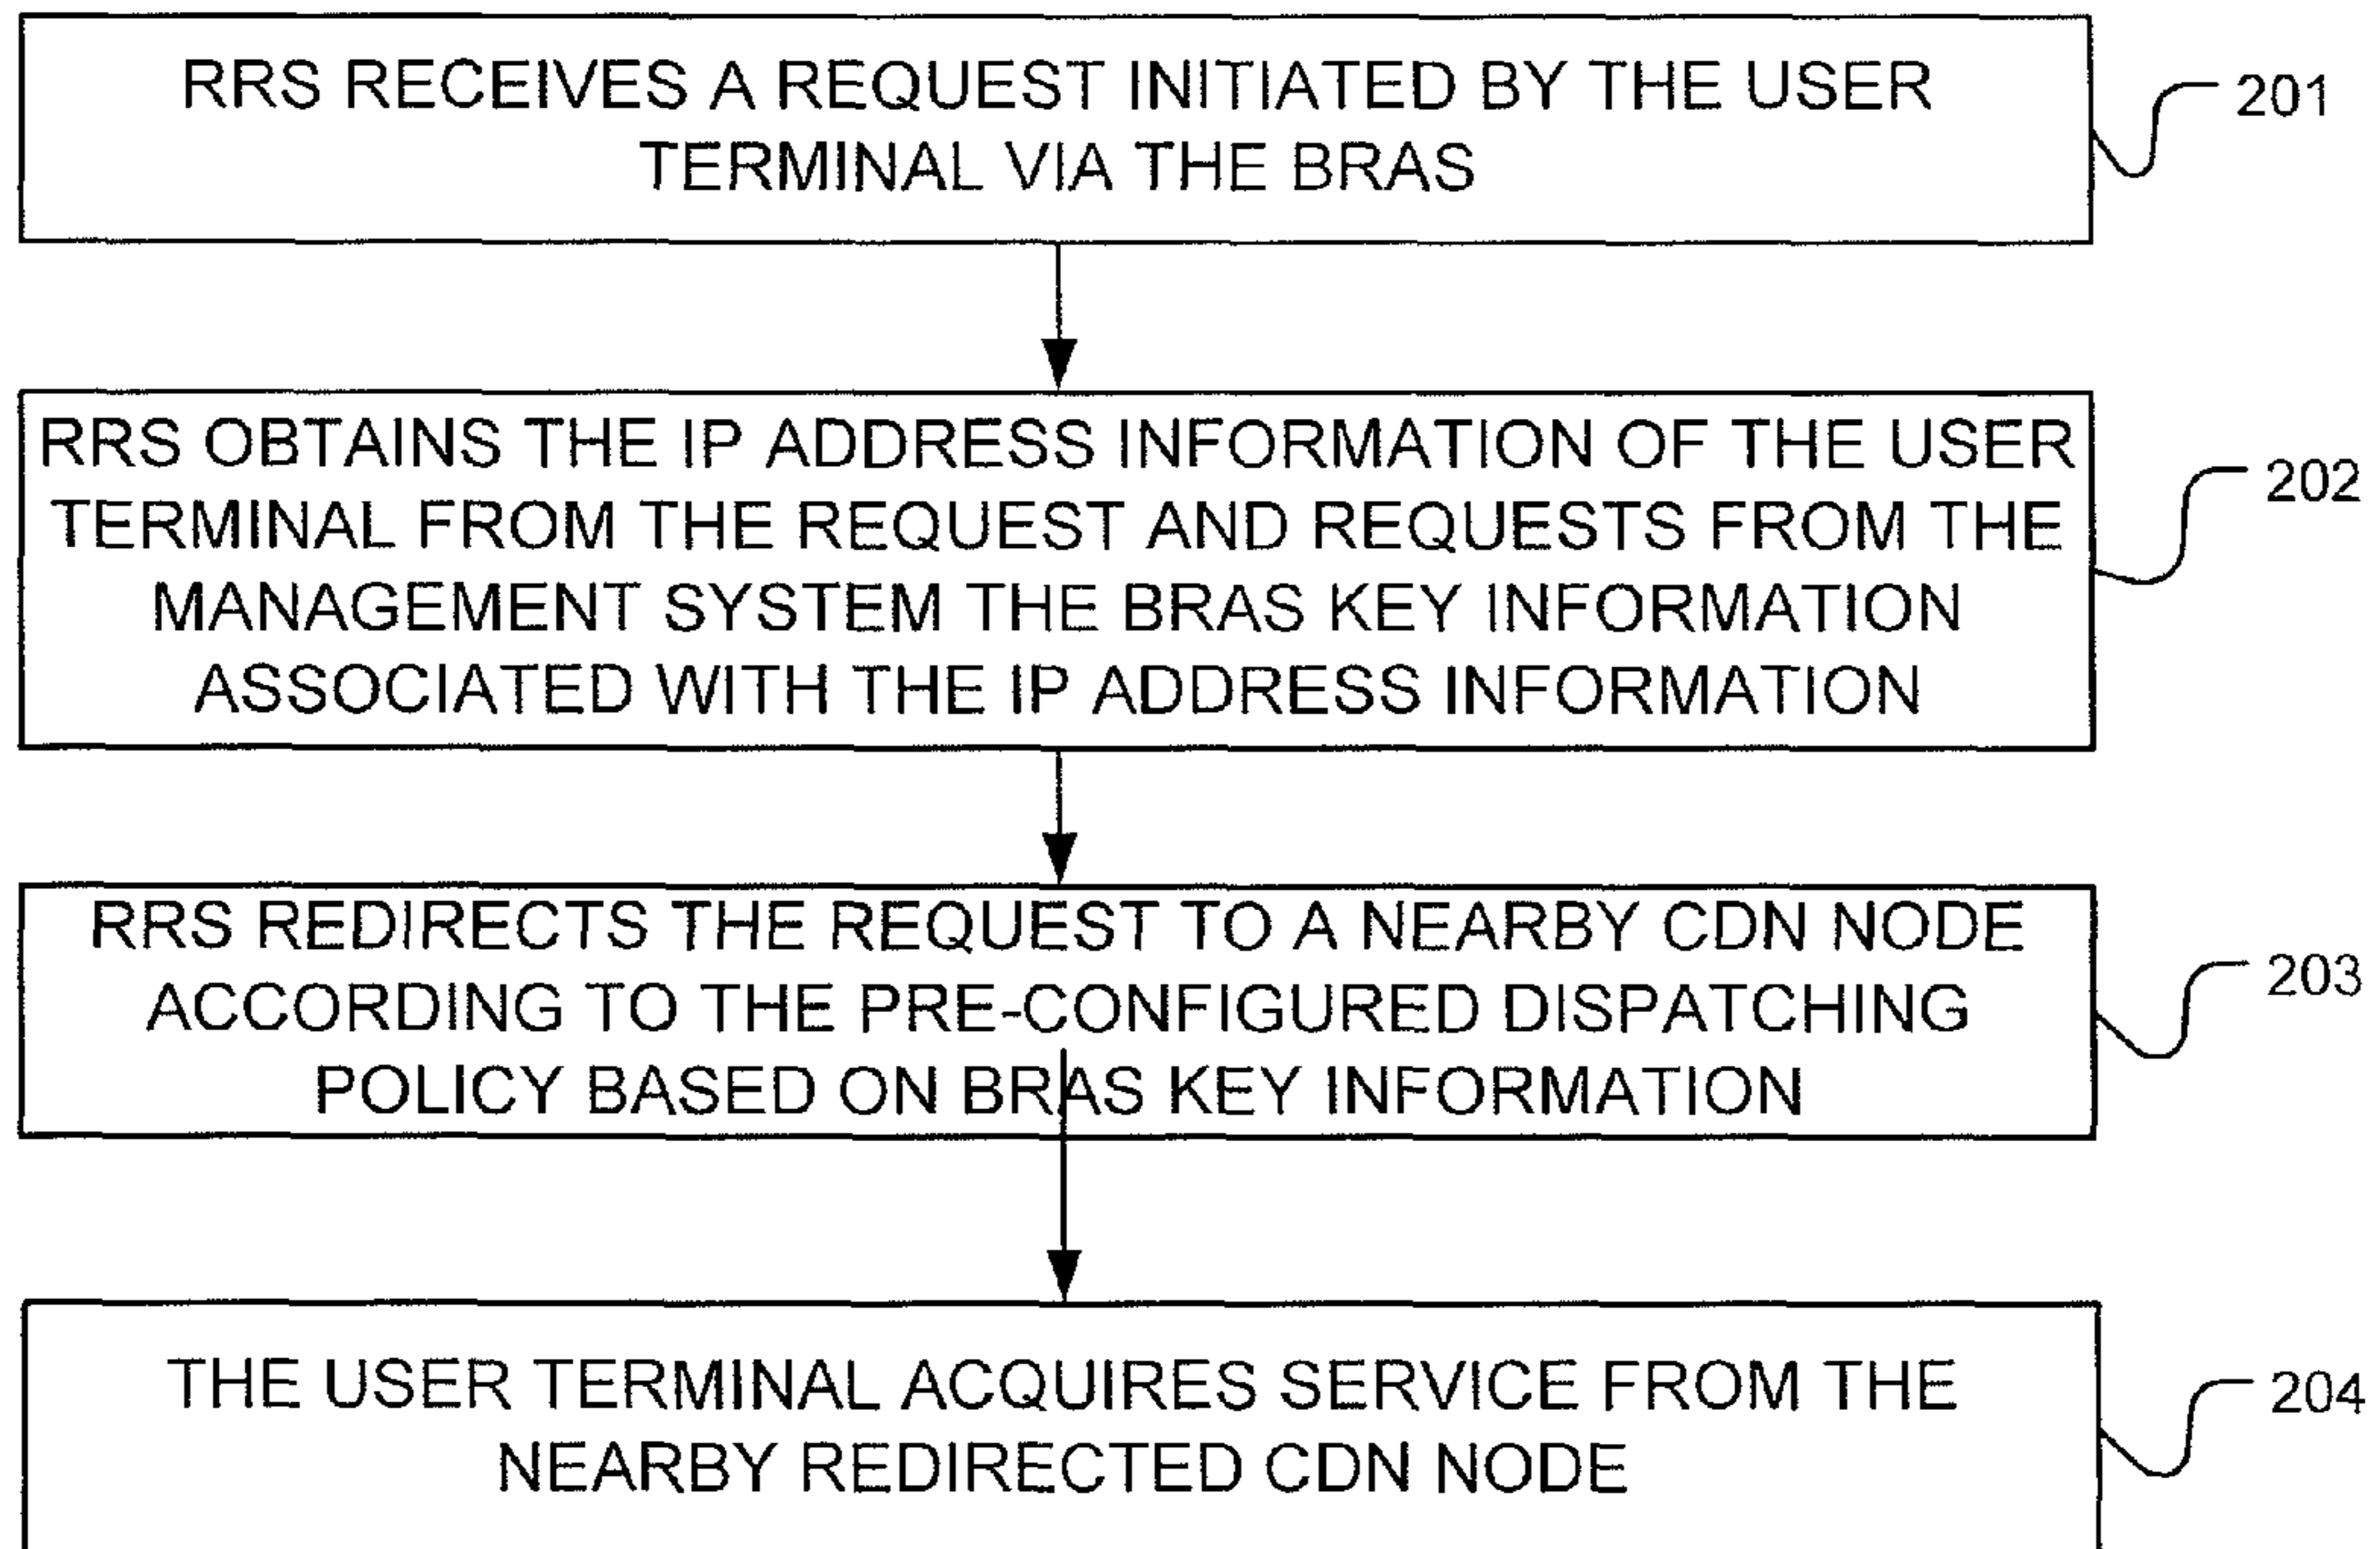 RRS RECEIVES A REQUEST INITIATED BY THE USER
TERMINAL VIA THE BRAS
201
RRS OBTAINS THE IP ADDRESS INFORMATION OF THE USER
TERMINAL FROM THE REQUEST AND REQUESTS FROM THE
MANAGEMENT SYSTEM THE BRAS KEY INFORMATION
ASSOCIATED WITH THE IP ADDRESS INFORMATION
202
RRS REDIRECTS THE REQUEST TO A NEARBY CDN NODE
ACCORDING TO THE PRE-CONFIGURED DISPATCHING
POLICY BASED ON BRAS KEY INFORMATION
203
THE USER TERMINAL ACQUIRES SERVICE FROM THE
NEARBY REDIRECTED CDN NODE
204